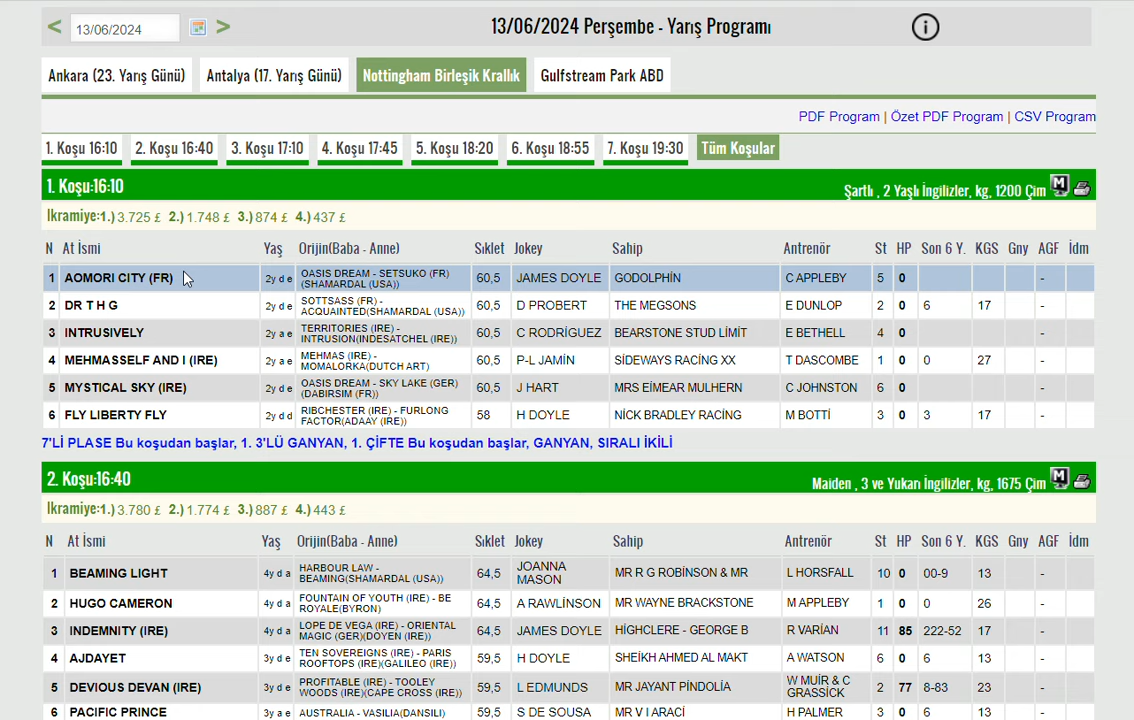 < 13/06/2024 > 13/06/2024 Perşembe - Yarış Programı i
Ankara (23. Yarış Günü) Antalya (17. Yarış Günü) Nottingham Birleşik Krallık Gulfstream Park ABD
PDF Program | Özet PDF Program | CSV Program
1. Koşu 16:10 2. Koşu 16:40 3. Koşu 17:10 4. Koşu 17:45 5. Koşu 18:20 6. Koşu 18:55 7. Koşu 19:30 Tüm Koşular
1. Koşu:16:10 Şartlı , 2 Yaşlı İngilizler, kg, 1200 Çim M
İkramiye:1.) 3.725 £ 2.) 1.748 £ 3.) 874 £ 4.) 437 £
N At İsmi Yaş Orijin(Baba - Anne) Sıklet Jokey Sahip Antrenör St HP Son 6 Y. KGS Gny AGF İdm
1 AOMORI CITY (FR) 2y d e OASIS DREAM - SETSUKO (FR) (SHAMARDAL (USA)) 60,5 JAMES DOYLE GODOLPHİN C APPLEBY 5 0 -
2 DR T H G 2y d e SOTTSASS (FR) - ACQUAINTED(SHAMARDAL (USA)) 60,5 D PROBERT THE MEGSONS E DUNLOP 2 0 6 17 -
3 INTRUSIVELY 2y a e TERRITORIES (IRE) - INTRUSION(INDESATCHEL (IRE)) 60,5 C RODRİGUEZ BEARSTONE STUD LİMİT E BETHELL 4 0 -
4 MEHMASSELF AND I (IRE) 2y a e MEHMAS (IRE) - MOMALORKA(DUTCH ART) 60,5 P-L JAMİN SİDEWAYS RACİNG XX T DASCOMBE 1 0 0 27 -
5 MYSTICAL SKY (IRE) 2y d e OASIS DREAM - SKY LAKE (GER) (DABIRSIM (FR)) 60,5 J HART MRS EİMEAR MULHERN C JOHNSTON 6 0 -
6 FLY LIBERTY FLY 2y d d RIBCHESTER (IRE) - FURLONG FACTOR(ADAAY (IRE)) 58 H DOYLE NİCK BRADLEY RACİNG M BOTTİ 3 0 3 17 -
7'Lİ PLASE Bu koşudan başlar, 1. 3'LÜ GANYAN, 1. ÇİFTE Bu koşudan başlar, GANYAN, SIRALI İKİLİ
2. Koşu:16:40 Maiden , 3 ve Yukarı İngilizler, kg, 1675 Çim M
İkramiye:1.) 3.780 £ 2.) 1.774 £ 3.) 887 £ 4.) 443 £
N At İsmi Yaş Orijin(Baba - Anne) Sıklet Jokey Sahip Antrenör St HP Son 6 Y. KGS Gny AGF İdm
1 BEAMING LIGHT 4y d a HARBOUR LAW - BEAMING(SHAMARDAL (USA)) 64,5 JOANNA MASON MR R G ROBİNSON & MR L HORSFALL 10 0 00-9 13 -
2 HUGO CAMERON 4y d a FOUNTAIN OF YOUTH (IRE) - BE ROYALE(BYRON) 64,5 A RAWLİNSON MR WAYNE BRACKSTONE M APPLEBY 1 0 0 26 -
3 INDEMNITY (IRE) 4y d a LOPE DE VEGA (IRE) - ORIENTAL MAGIC (GER)(DOYEN (IRE)) 64,5 JAMES DOYLE HİGHCLERE - GEORGE B R VARİAN 11 85 222-52 17 -
4 AJDAYET 3y d e TEN SOVEREIGNS (IRE) - PARIS ROOFTOPS (IRE)(GALILEO (IRE)) 59,5 H DOYLE SHEİKH AHMED AL MAKT A WATSON 6 0 6 13 -
5 DEVIOUS DEVAN (IRE) 3y d e PROFITABLE (IRE) - TOOLEY WOODS (IRE)(CAPE CROSS (IRE)) 59,5 L EDMUNDS MR JAYANT PİNDOLİA W MUİR & C GRASSİCK 2 77 8-83 23 -
6 PACIFIC PRINCE 3y a e AUSTRALIA - VASILIA(DANSILI) 59,5 S DE SOUSA MR V I ARACİ H PALMER 3 0 6 13 -